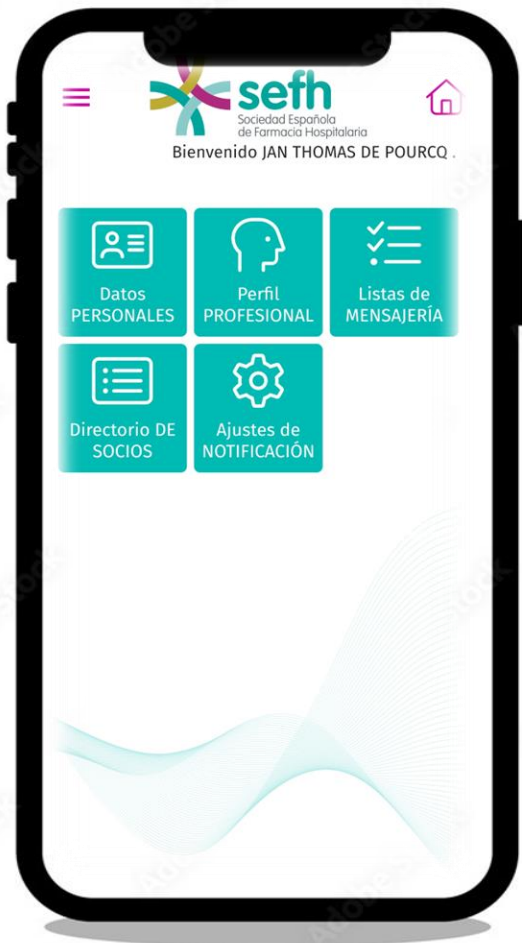 sefh
Sociedad Española
de Farmacia Hospitalaria
Bienvenido JAN THOMAS DE POURCQ .
Datos
PERSONALES
Perfil
PROFESIONAL
Listas de
MENSAJERÍA
Directorio DE
SOCIOS
Ajustes de
NOTIFICACIÓN